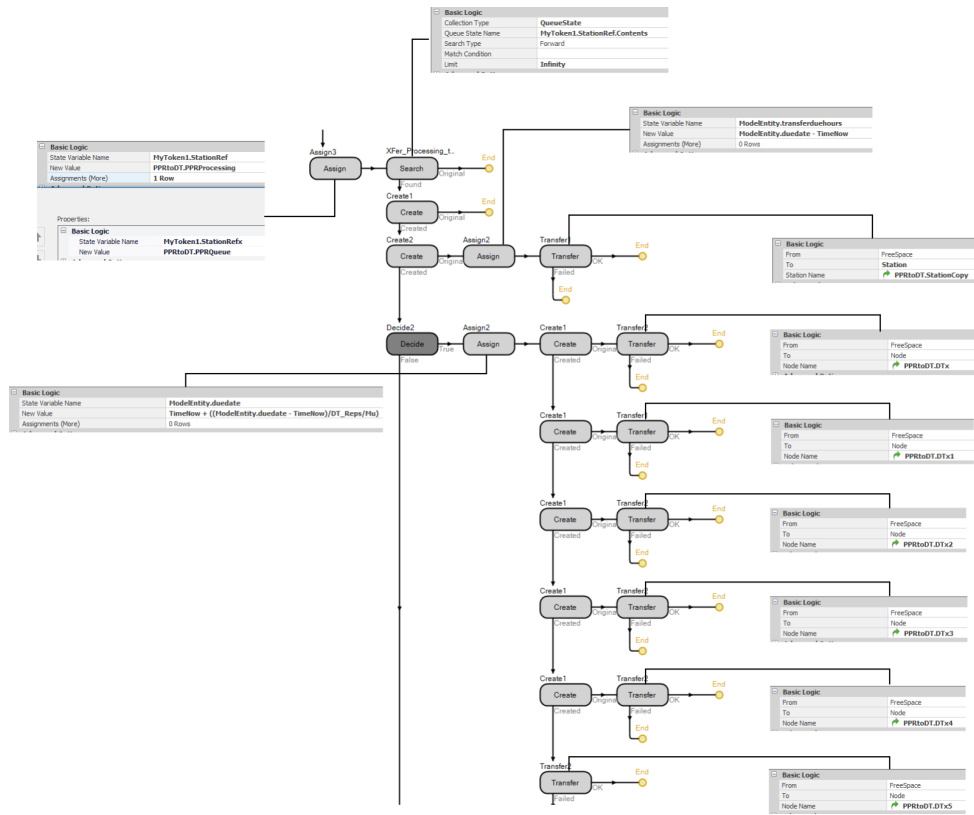 Basic Logic
Collection Type QueueState
Queue State Name MyToken1.StationRef.Contents
Search Type Forward
Match Condition
Limit Infinity
Basic Logic
State Variable Name ModelEntity.transferduehours
New Value ModelEntity.duedate - TimeNow
Assignments (More) 0 Rows
Basic Logic
State Variable Name MyToken1.StationRef
New Value PPRtoDT.PPRProcessing
Assignments (More) 1 Row
Properties:
Basic Logic
State Variable Name MyToken1.StationRefx
New Value PPRtoDT.PPRQueue
Assign3
Assign
XFer_Processing_t..
Search
Original
End
Found
Create1
Create
Original
End
Created
Create2
Create
Original
Created
Assign2
Assign
Transfer1
Transfer
OK
End
Failed
End
Basic Logic
From FreeSpace
To Station
Station Name PPRtoDT.StationCopy
Decide2
Decide
True
False
Assign2
Assign
Create1
Create
Original
Created
Transfer2
Transfer
OK
End
Failed
End
Basic Logic
From FreeSpace
To Node
Node Name PPRtoDT.DTx
Basic Logic
State Variable Name ModelEntity.duedate
New Value TimeNow + ((ModelEntity.duedate - TimeNow)/DT_Reps/Mu)
Assignments (More) 0 Rows
Create1
Create
Original
Created
Transfer2
Transfer
OK
End
Failed
End
Basic Logic
From FreeSpace
To Node
Node Name PPRtoDT.DTx1
Create1
Create
Original
Created
Transfer2
Transfer
OK
End
Failed
End
Basic Logic
From FreeSpace
To Node
Node Name PPRtoDT.DTx2
Create1
Create
Original
Created
Transfer2
Transfer
OK
End
Failed
End
Basic Logic
From FreeSpace
To Node
Node Name PPRtoDT.DTx3
Create1
Create
Original
Created
Transfer2
Transfer
OK
End
Failed
End
Basic Logic
From FreeSpace
To Node
Node Name PPRtoDT.DTx4
Transfer2
Transfer
OK
End
Failed
Basic Logic
From FreeSpace
To Node
Node Name PPRtoDT.DTx5